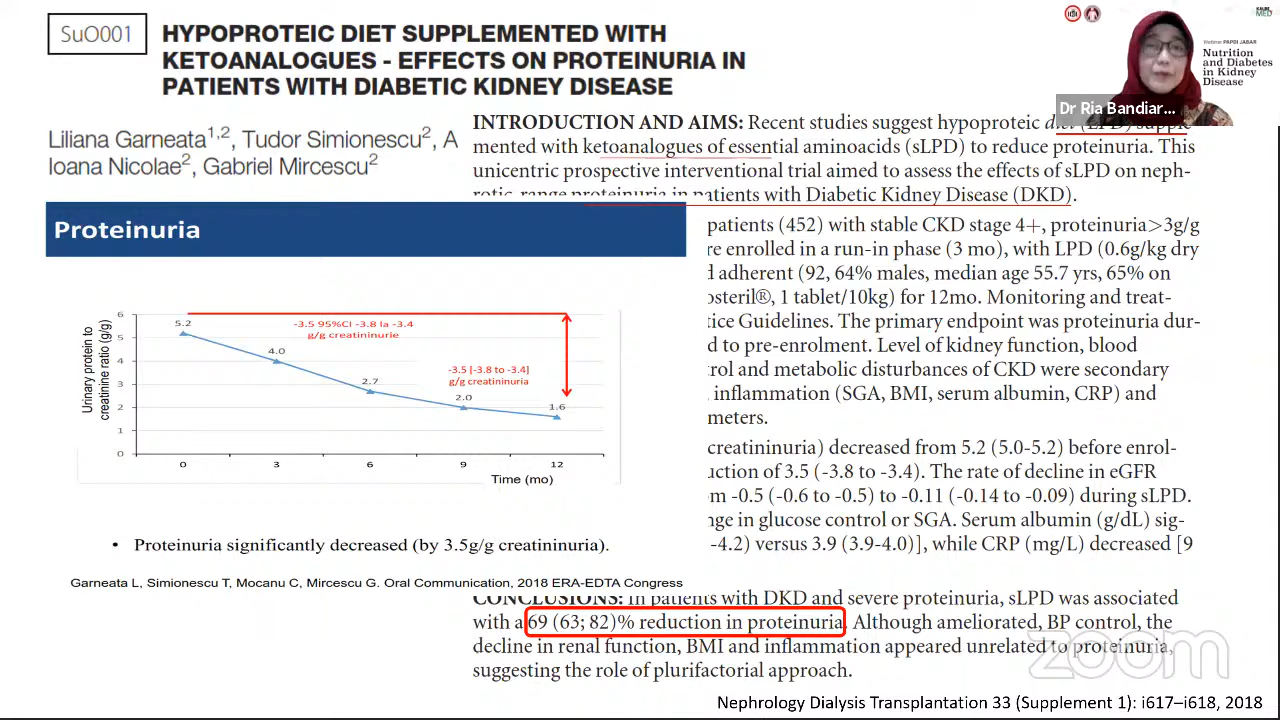 SuO001
HYPOPROTEIC DIET SUPPLEMENTED WITH
KETOANALOGUES - EFFECTS ON PROTEINURIA IN
PATIENTS WITH DIABETIC KIDNEY DISEASE
Liliana Garneata1,2, Tudor Simionescu2, A
Ioana Nicolae2, Gabriel Mircescu2
Webinar PAPDI JABAR
Nutrition
and Diabetes
in Kidney
Disease
Dr Ria Bandiar...
INTRODUCTION AND AIMS: Recent studies suggest hypoproteic diet (LPD) supple-
mented with ketoanalogues of essential aminoacids (sLPD) to reduce proteinuria. This
unicentric prospective interventional trial aimed to assess the effects of sLPD on neph-
rotic-range proteinuria in patients with Diabetic Kidney Disease (DKD).
patients (452) with stable CKD stage 4+, proteinuria>3g/g
re enrolled in a run-in phase (3 mo), with LPD (0.6g/kg dry
d adherent (92, 64% males, median age 55.7 yrs, 65% on
osteril®, 1 tablet/10kg) for 12mo. Monitoring and treat-
tice Guidelines. The primary endpoint was proteinuria dur-
d to pre-enrolment. Level of kidney function, blood
trol and metabolic disturbances of CKD were secondary
inflammation (SGA, BMI, serum albumin, CRP) and
meters.
creatininuria) decreased from 5.2 (5.0-5.2) before enrol-
uction of 3.5 (-3.8 to -3.4). The rate of decline in eGFR
om -0.5 (-0.6 to -0.5) to -0.11 (-0.14 to -0.09) during sLPD.
nge in glucose control or SGA. Serum albumin (g/dL) sig-
-4.2) versus 3.9 (3.9-4.0)], while CRP (mg/L) decreased [9
Proteinuria
Urinary protein to
creatinine ratio (g/g)
6
5
4
3
2
1
0
5.2
4.0
2.7
2.0
1.6
-3.5 95%CI -3.8 la -3.4
g/g creatininurie
-3.5 [-3.8 to -3.4]
g/g creatininuria
0 3 6 9 12
Time (mo)
• Proteinuria significantly decreased (by 3.5g/g creatininuria).
Garneata L, Simionescu T, Mocanu C, Mircescu G. Oral Communication, 2018 ERA-EDTA Congress
CONCLUSIONS: In patients with DKD and severe proteinuria, sLPD was associated
with a 69 (63; 82)% reduction in proteinuria. Although ameliorated, BP control, the
decline in renal function, BMI and inflammation appeared unrelated to proteinuria,
suggesting the role of plurifactorial approach.
zoom
Nephrology Dialysis Transplantation 33 (Supplement 1): i617–i618, 2018